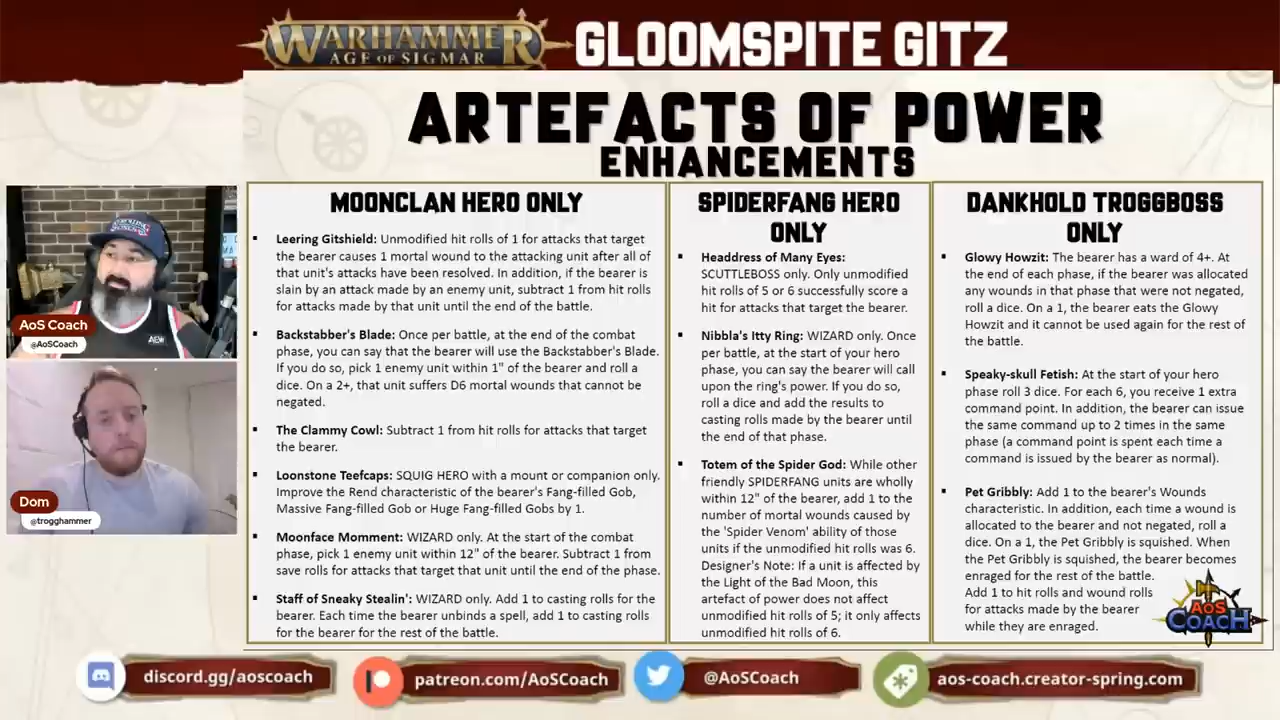 WARHAMMER
AGE OF SIGMAR
GLOOMSPITE GITZ
ARTEFACTS OF POWER
ENHANCEMENTS
MOONCLAN HERO ONLY
▪ Leering Gitshield: Unmodified hit rolls of 1 for attacks that target
the bearer causes 1 mortal wound to the attacking unit after all of
that unit's attacks have been resolved. In addition, if the bearer is
slain by an attack made by an enemy unit, subtract 1 from hit rolls
for attacks made by that unit until the end of the battle.
▪ Backstabber's Blade: Once per battle, at the end of the combat
phase, you can say that the bearer will use the Backstabber's Blade.
If you do so, pick 1 enemy unit within 1" of the bearer and roll a
dice. On a 2+, that unit suffers D6 mortal wounds that cannot be
negated.
▪ The Clammy Cowl: Subtract 1 from hit rolls for attacks that target
the bearer.
▪ Loonstone Teefcaps: SQUIG HERO with a mount or companion only.
Improve the Rend characteristic of the bearer's Fang-filled Gob,
Massive Fang-filled Gob or Huge Fang-filled Gobs by 1.
▪ Moonface Momment: WIZARD only. At the start of the combat
phase, pick 1 enemy unit within 12" of the bearer. Subtract 1 from
save rolls for attacks that target that unit until the end of the phase.
▪ Staff of Sneaky Stealin': WIZARD only. Add 1 to casting rolls for the
bearer. Each time the bearer unbinds a spell, add 1 to casting rolls
for the bearer for the rest of the battle.
SPIDERFANG HERO
ONLY
▪ Headdress of Many Eyes:
SCUTTLEBOSS only. Only unmodified
hit rolls of 5 or 6 successfully score a
hit for attacks that target the bearer.
▪ Nibbla's Itty Ring: WIZARD only. Once
per battle, at the start of your hero
phase, you can say the bearer will call
upon the ring's power. If you do so,
roll a dice and add the results to
casting rolls made by the bearer until
the end of that phase.
▪ Totem of the Spider God: While other
friendly SPIDERFANG units are wholly
within 12" of the bearer, add 1 to the
number of mortal wounds caused by
the 'Spider Venom' ability of those
units if the unmodified hit rolls was 6.
Designer's Note: If a unit is affected by
the Light of the Bad Moon, this
artefact of power does not affect
unmodified hit rolls of 5; it only affects
unmodified hit rolls of 6.
DANKHOLD TROGGBOSS
ONLY
▪ Glowy Howzit: The bearer has a ward of 4+. At
the end of each phase, if the bearer was allocated
any wounds in that phase that were not negated,
roll a dice. On a 1, the bearer eats the Glowy
Howzit and it cannot be used again for the rest of
the battle.
▪ Speaky-skull Fetish: At the start of your hero
phase roll 3 dice. For each 6, you receive 1 extra
command point. In addition, the bearer can issue
the same command up to 2 times in the same
phase (a command point is spent each time a
command is issued by the bearer as normal).
▪ Pet Gribbly: Add 1 to the bearer's Wounds
characteristic. In addition, each time a wound is
allocated to the bearer and not negated, roll a
dice. On a 1, the Pet Gribbly is squished. When
the Pet Gribbly is squished, the bearer becomes
enraged for the rest of the battle.
Add 1 to hit rolls and wound rolls
for attacks made by the bearer
while they are enraged.
AoS
COACH
AoS Coach
@AoSCoach
AEW
Dom
@trogghammer
discord.gg/aoscoach
patreon.com/AoSCoach
@AoSCoach
aos-coach.creator-spring.com